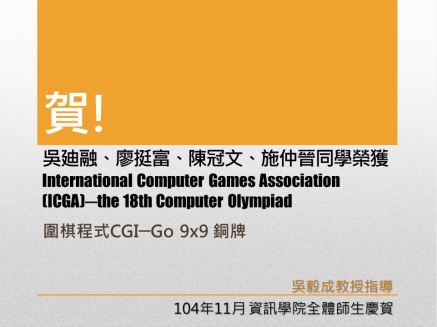 賀!
吳廸融、廖挺富、陳冠文、施仲晉同學榮獲
International Computer Games Association
(ICGA)—the 18th Computer Olympiad
圍棋程式CGI—Go 9x9 銅牌
吳毅成教授指導
104年11月 資訊學院全體師生慶賀